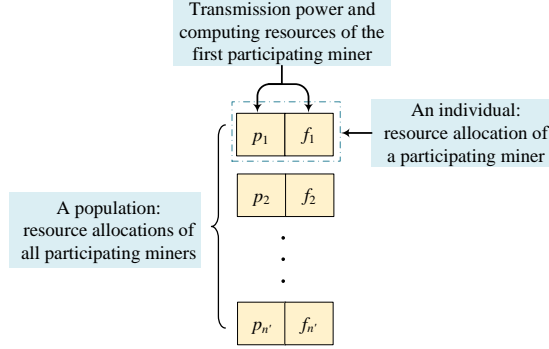 Transmission power and
computing resources of the
first participating miner
An individual:
resource allocation of
a participating miner
p₁ f₁
p₂ f₂
A population:
resource allocations of
all participating miners
pₙ′ fₙ′